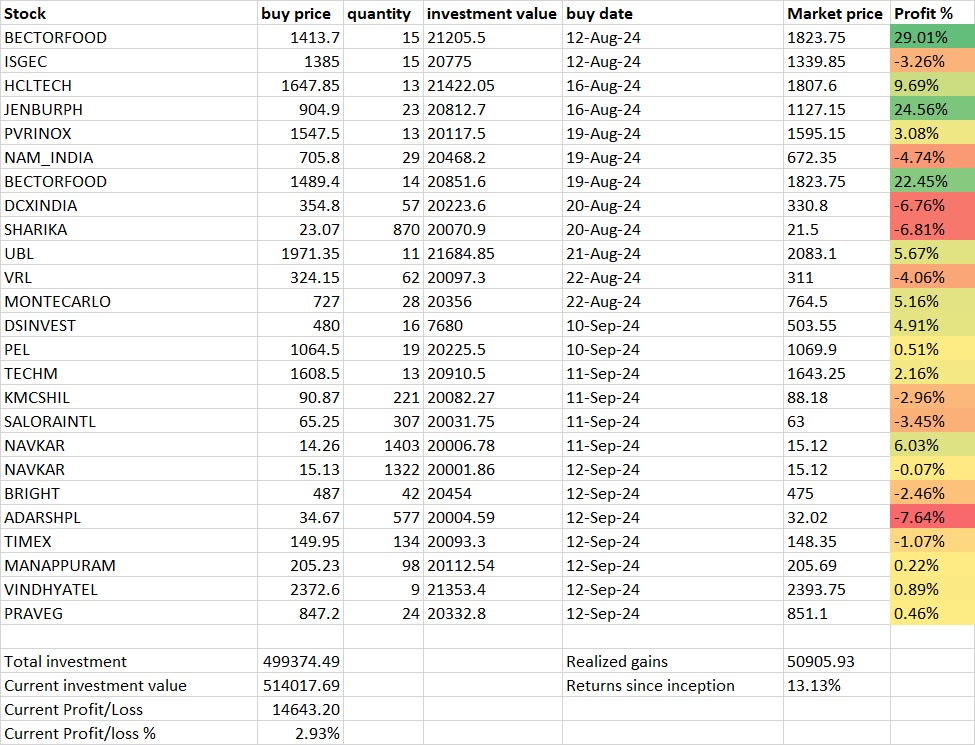 Stock buy price quantity investment value buy date Market price Profit %
BECTORFOOD 1413.7 15 21205.5 12-Aug-24 1823.75 29.01%
ISGEC 1385 15 20775 12-Aug-24 1339.85 -3.26%
HCLTECH 1647.85 13 21422.05 16-Aug-24 1807.6 9.69%
JENBURPH 904.9 23 20812.7 16-Aug-24 1127.15 24.56%
PVRINOX 1547.5 13 20117.5 19-Aug-24 1595.15 3.08%
NAM_INDIA 705.8 29 20468.2 19-Aug-24 672.35 -4.74%
BECTORFOOD 1489.4 14 20851.6 19-Aug-24 1823.75 22.45%
DCXINDIA 354.8 57 20223.6 20-Aug-24 330.8 -6.76%
SHARIKA 23.07 870 20070.9 20-Aug-24 21.5 -6.81%
UBL 1971.35 11 21684.85 21-Aug-24 2083.1 5.67%
VRL 324.15 62 20097.3 22-Aug-24 311 -4.06%
MONTECARLO 727 28 20356 22-Aug-24 764.5 5.16%
DSINVEST 480 16 7680 10-Sep-24 503.55 4.91%
PEL 1064.5 19 20225.5 10-Sep-24 1069.9 0.51%
TECHM 1608.5 13 20910.5 11-Sep-24 1643.25 2.16%
KMCSHIL 90.87 221 20082.27 11-Sep-24 88.18 -2.96%
SALORAINTL 65.25 307 20031.75 11-Sep-24 63 -3.45%
NAVKAR 14.26 1403 20006.78 11-Sep-24 15.12 6.03%
NAVKAR 15.13 1322 20001.86 12-Sep-24 15.12 -0.07%
BRIGHT 487 42 20454 12-Sep-24 475 -2.46%
ADARSHPL 34.67 577 20004.59 12-Sep-24 32.02 -7.64%
TIMEX 149.95 134 20093.3 12-Sep-24 148.35 -1.07%
MANAPPURAM 205.23 98 20112.54 12-Sep-24 205.69 0.22%
VINDHYATEL 2372.6 9 21353.4 12-Sep-24 2393.75 0.89%
PRAVEG 847.2 24 20332.8 12-Sep-24 851.1 0.46%
Total investment 499374.49 Realized gains 50905.93
Current investment value 514017.69 Returns since inception 13.13%
Current Profit/Loss 14643.20
Current Profit/loss % 2.93%